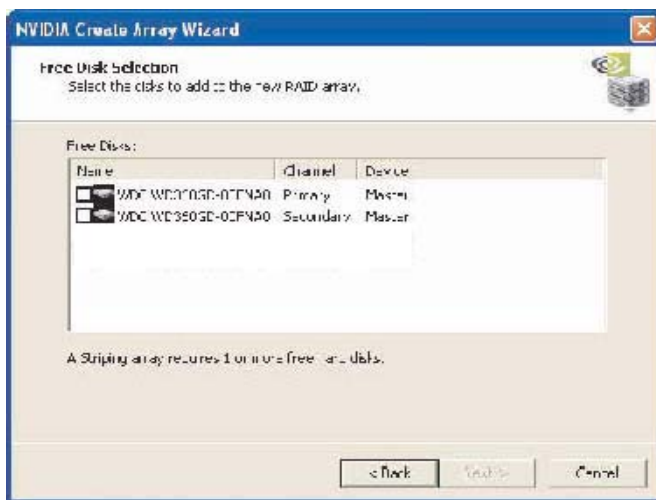 NVIDIA Create Array Wizard
Free Disk Selection
Select the disks to add to the new RAID array.
Free Disks:
Name Channel Device
Primary Master
Secondary Master
A Striping array requires 1 or more free hard disks.
< Back Next > Cancel